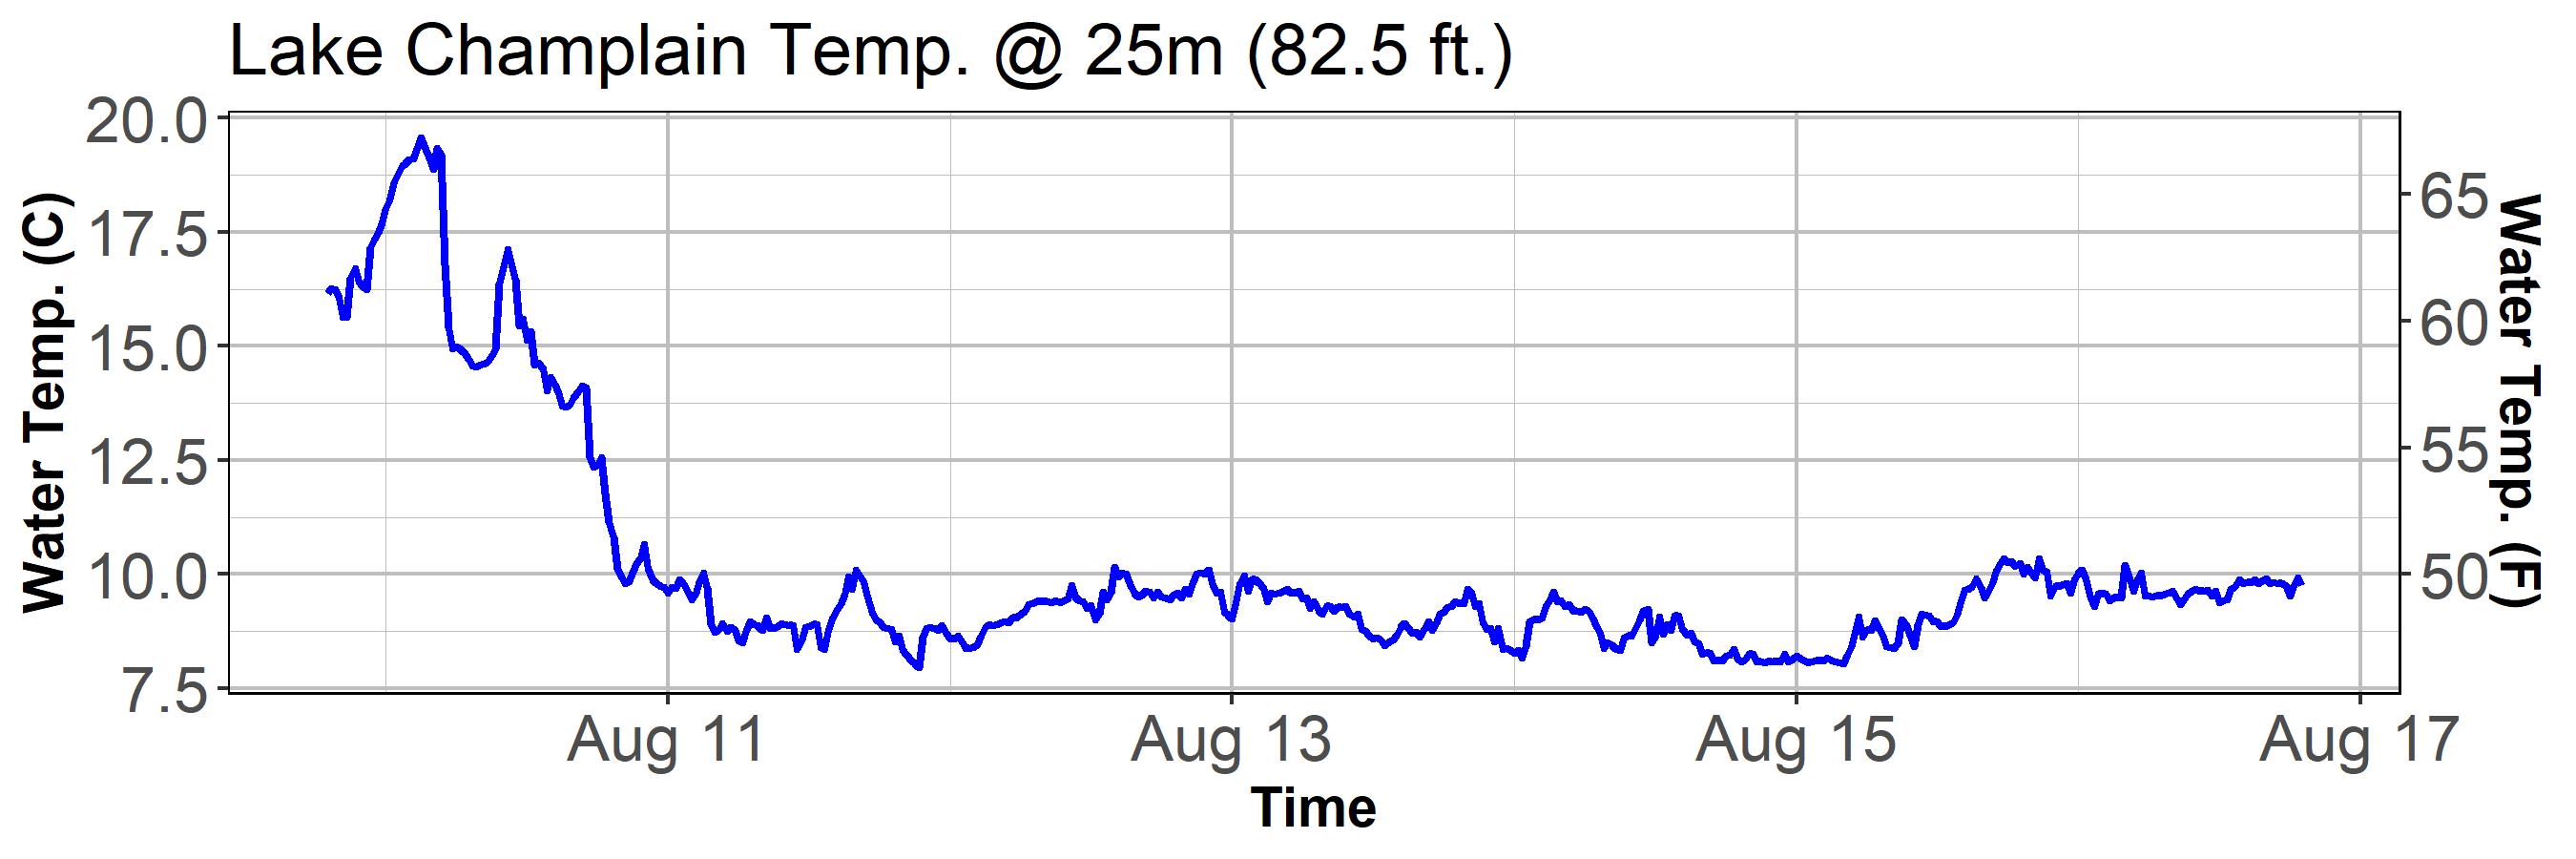 Lake Champlain Temp. @ 25m (82.5 ft.)
Water Temp. (C)
20.0
17.5
15.0
12.5
10.0
7.5
65
60
55
50
Water Temp. (F)
Aug 11
Aug 13
Aug 15
Aug 17
Time